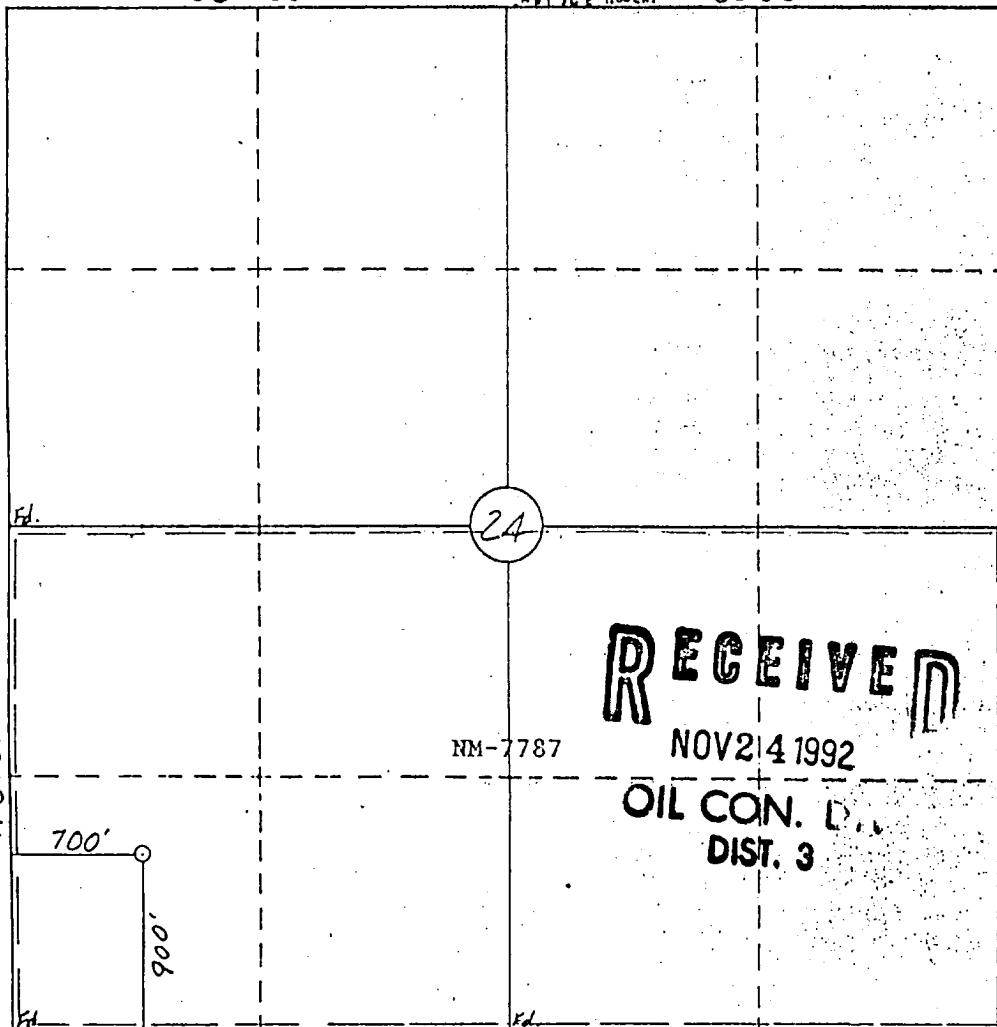 Fd.
24
RECEIVED
NM-7787
NOV 24 1992
OIL CON.
DIST. 3
700'
900'
Fd.
Fd.